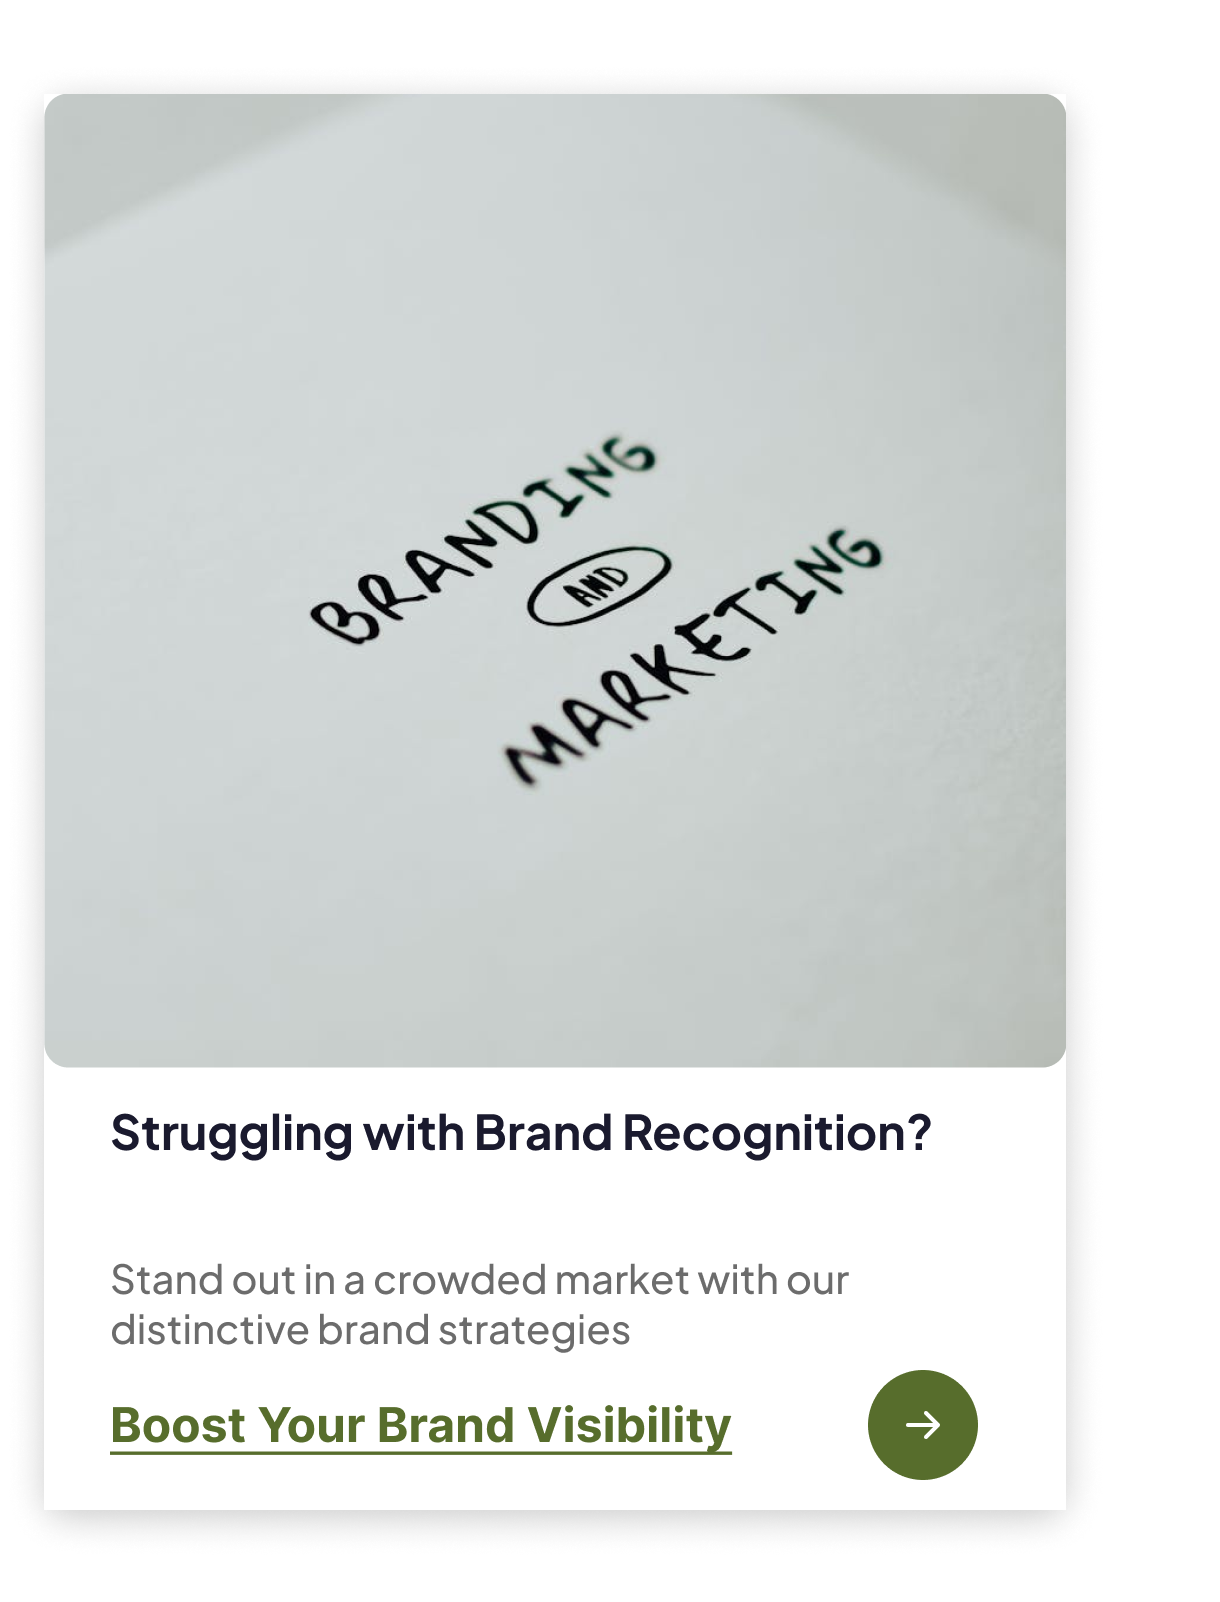 BRANDING
AND
MARKETING
Struggling with Brand Recognition?
Stand out in a crowded market with our
distinctive brand strategies
Boost Your Brand Visibility